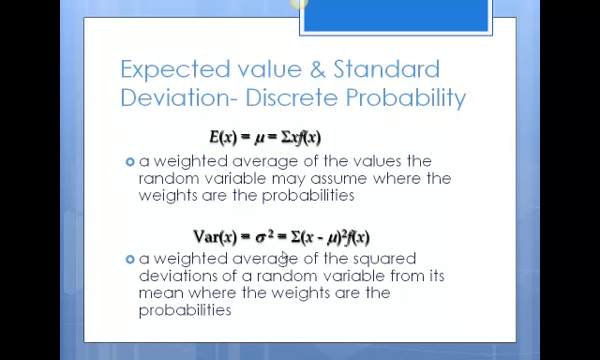 Expected value & Standard
Deviation- Discrete Probability
E(x) = μ = Σxf(x)
a weighted average of the values the
random variable may assume where the
weights are the probabilities
Var(x) = σ² = Σ(x - μ)²f(x)
a weighted average of the squared
deviations of a random variable from its
mean where the weights are the
probabilities